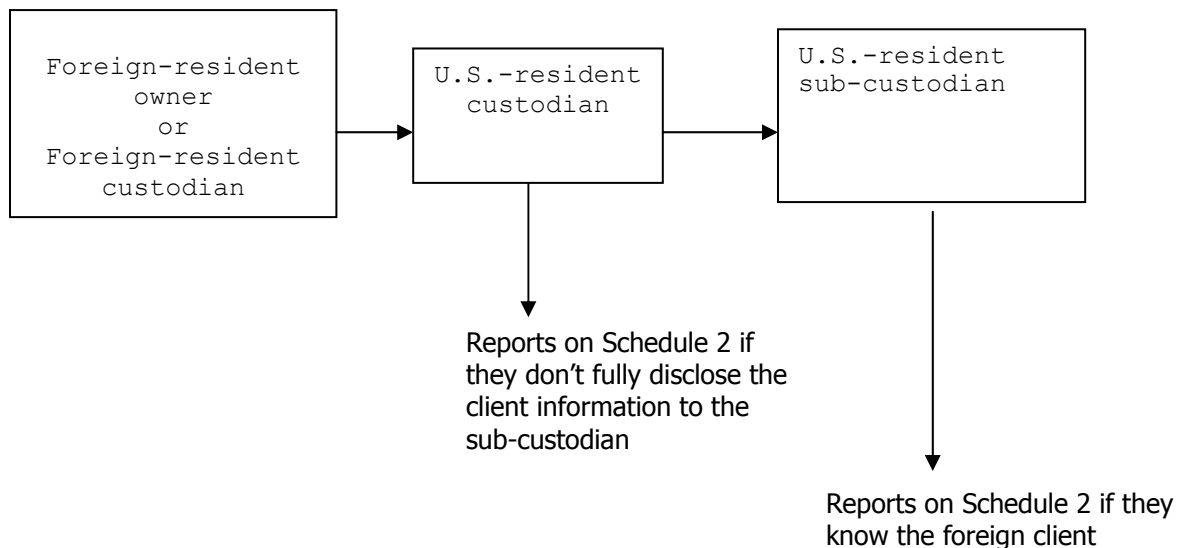 Foreign-resident
owner
or
Foreign-resident
custodian
U.S.-resident
custodian
U.S.-resident
sub-custodian
Reports on Schedule 2 if
they don’t fully disclose the
client information to the
sub-custodian
Reports on Schedule 2 if they
know the foreign client